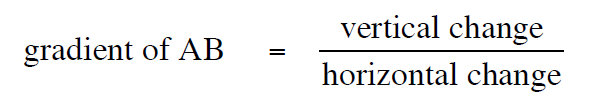 vertical change
gradient of AB =
horizontal change